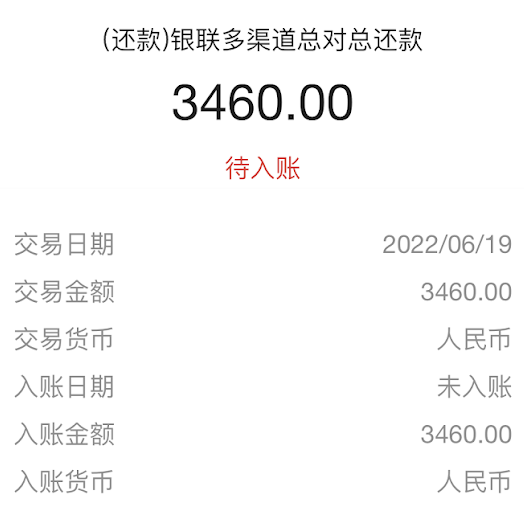 (还款)银联多渠道总对总还款
3460.00
待入账
交易日期 2022/06/19
交易金额 3460.00
交易货币 人民币
入账日期 未入账
入账金额 3460.00
入账货币 人民币